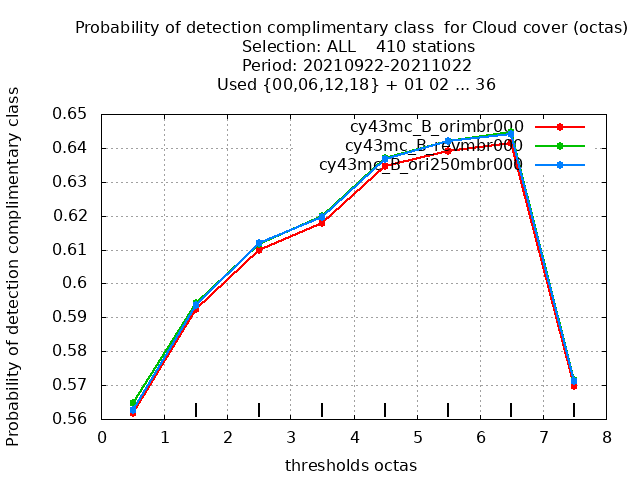 Probability of detection complimentary class  for Cloud cover (octas)
Selection: ALL    410 stations
Period: 20210922-20211022
Used {00,06,12,18} + 01 02 ... 36
Probability of detection complimentary class
cy43mc_B_orimbr000
cy43mc_B_revmbr000
cy43mc_B_ori250mbr000
0.65
0.64
0.63
0.62
0.61
0.6
0.59
0.58
0.57
0.56
0 1 2 3 4 5 6 7 8
thresholds octas